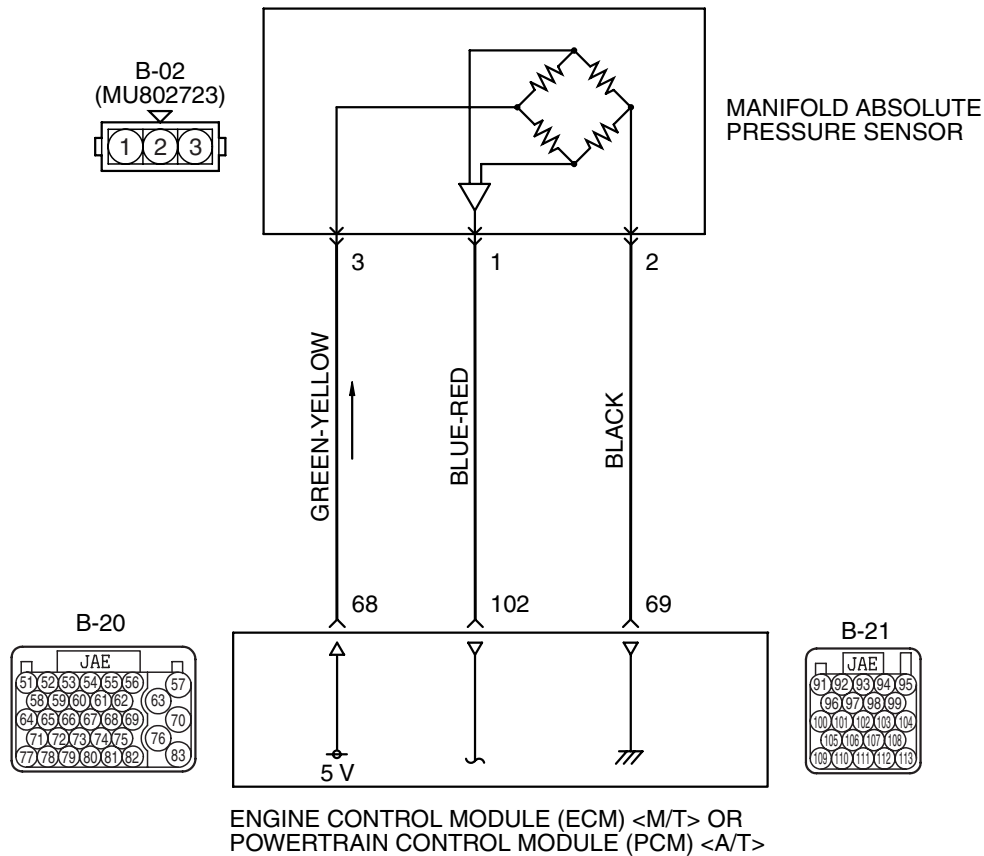 B-02
(MU802723)
1 2 3
MANIFOLD ABSOLUTE
PRESSURE SENSOR
3
1
2
GREEN-YELLOW
BLUE-RED
BLACK
68
102
69
B-20
JAE
51 52 53 54 55 56 57
58 59 60 61 62 63
64 65 66 67 68 69 70
71 72 73 74 75 76
77 78 79 80 81 82 83
B-21
JAE
91 92 93 94 95
96 97 98 99
100 101 102 103 104
105 106 107 108
109 110 111 112 113
5 V
ENGINE CONTROL MODULE (ECM) <M/T> OR
POWERTRAIN CONTROL MODULE (PCM) <A/T>